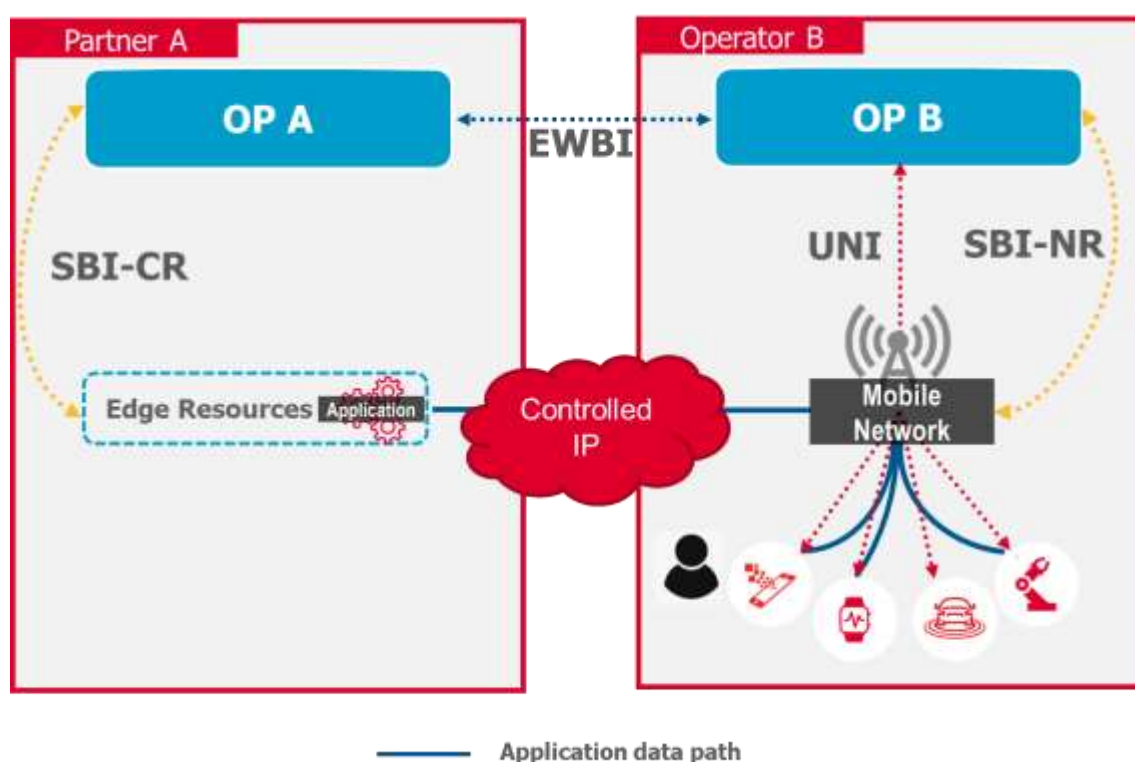 Partner A
Operator B
OP A
OP B
EWBI
UNI
SBI-NR
SBI-CR
Edge Resources
Application
Controlled
IP
Mobile
Network
Application data path